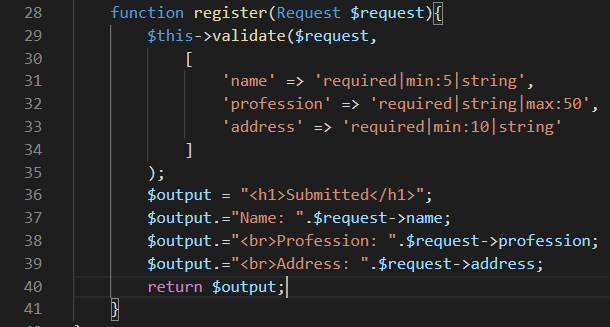 28 function register(Request $request){
29 $this->validate($request,
30 [
31 'name' => 'required|min:5|string',
32 'profession' => 'required|string|max:50',
33 'address' => 'required|min:10|string'
34 ]
35 );
36 $output = "<h1>Submitted</h1>";
37 $output.="Name: ".$request->name;
38 $output.="<br>Profession: ".$request->profession;
39 $output.="<br>Address: ".$request->address;
40 return $output;
41 }